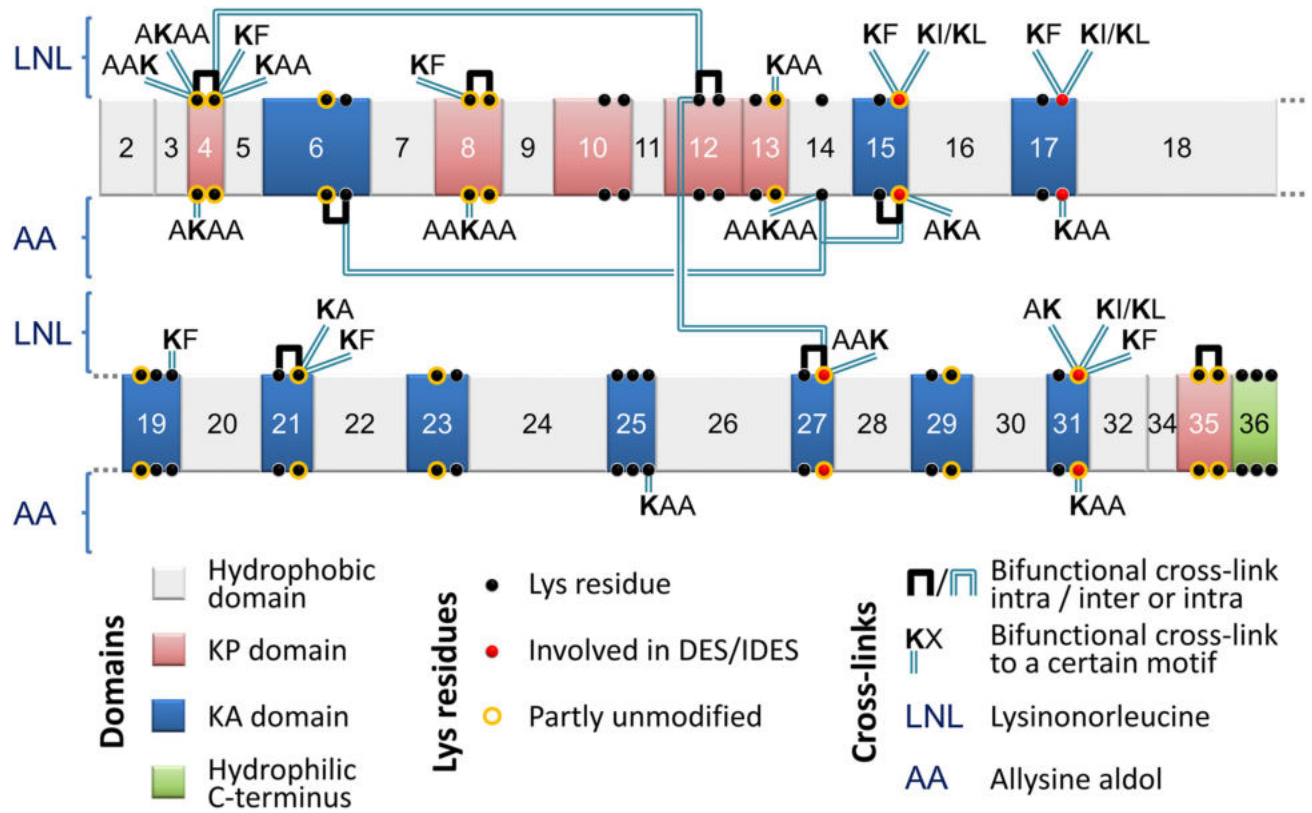 LNL
AKAA KF
AAK KAA
KF
KAA
KF KI/KL
KF KI/KL
2 3 4 5 6 7 8 9 10 11 12 13 14 15 16 17 18
AA
AKAA
AAKAA
AAKAA
AKA
KAA
LNL
KF
KA
KF
AAK
AK KI/KL
KF
19 20 21 22 23 24 25 26 27 28 29 30 31 32 34 35 36
AA
KAA
KAA
Domains
Hydrophobic
domain
KP domain
KA domain
Hydrophilic
C-terminus
Lys residues
Lys residue
Involved in DES/IDES
Partly unmodified
Cross-links
/ Bifunctional cross-link
intra / inter or intra
KX Bifunctional cross-link
to a certain motif
LNL Lysinonorleucine
AA Allysine aldol